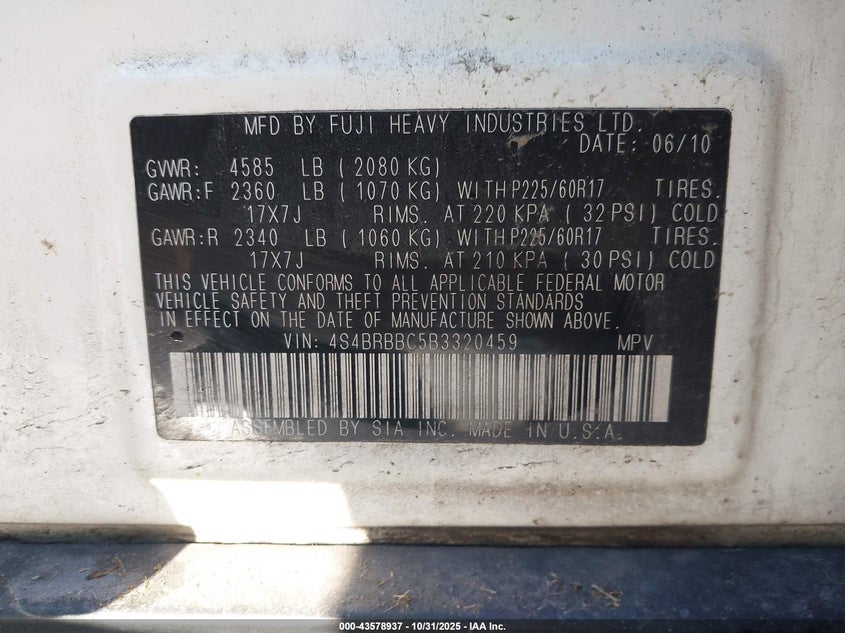 MFD BY FUJI HEAVY INDUSTRIES LTD.
DATE: 06/10
GVWR: 4585 LB ( 2080 KG)
GAWR:F 2360 LB ( 1070 KG) WITH P225/60R17 TIRES.
17X7J RIMS. AT 220 KPA ( 32 PSI) COLD
GAWR:R 2340 LB ( 1060 KG) WITH P225/60R17 TIRES.
17X7J RIMS. AT 210 KPA ( 30 PSI) COLD
THIS VEHICLE CONFORMS TO ALL APPLICABLE FEDERAL MOTOR
VEHICLE SAFETY AND THEFT PREVENTION STANDARDS
IN EFFECT ON THE DATE OF MANUFACTURE SHOWN ABOVE.
VIN: 4S4BRBBC5B3320459 MPV
ASSEMBLED BY SIA INC. MADE IN U.S.A.
000-43578937 - 10/31/2025 - IAA Inc.